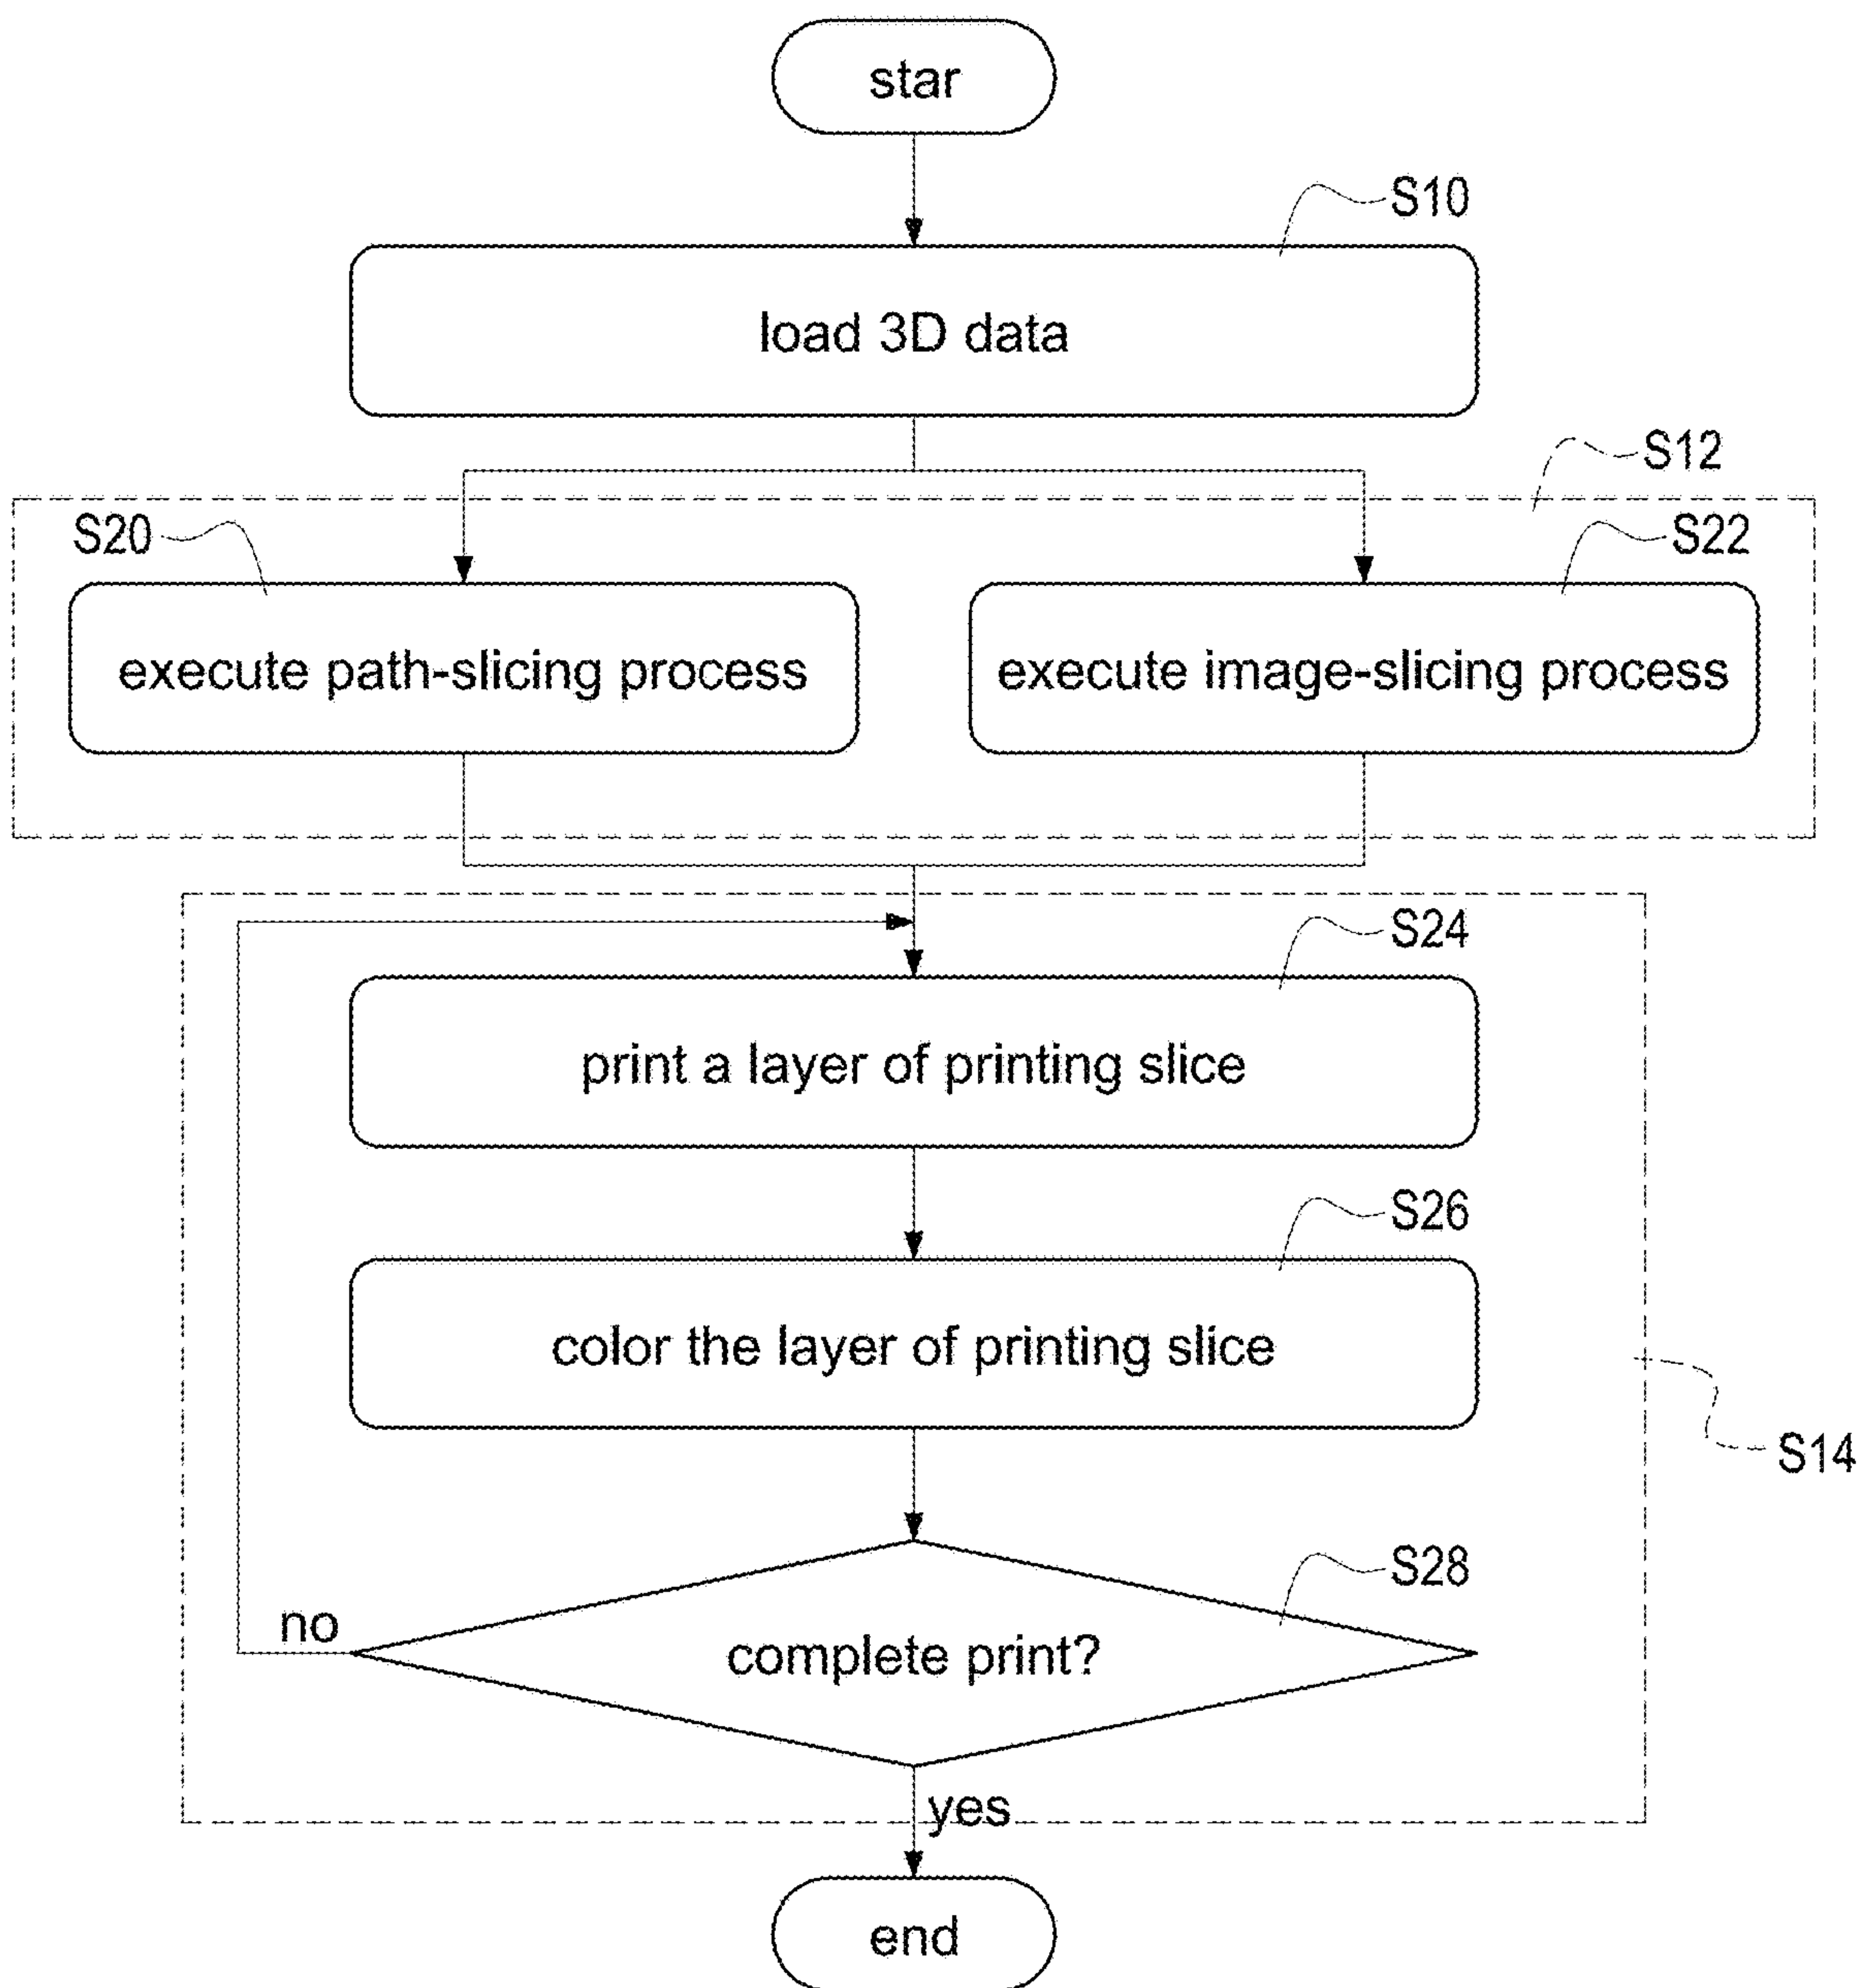 star
S10
load 3D data
S12
S20
S22
execute path-slicing process
execute image-slicing process
S24
print a layer of printing slice
S26
color the layer of printing slice
S14
S28
no
complete print?
yes
end